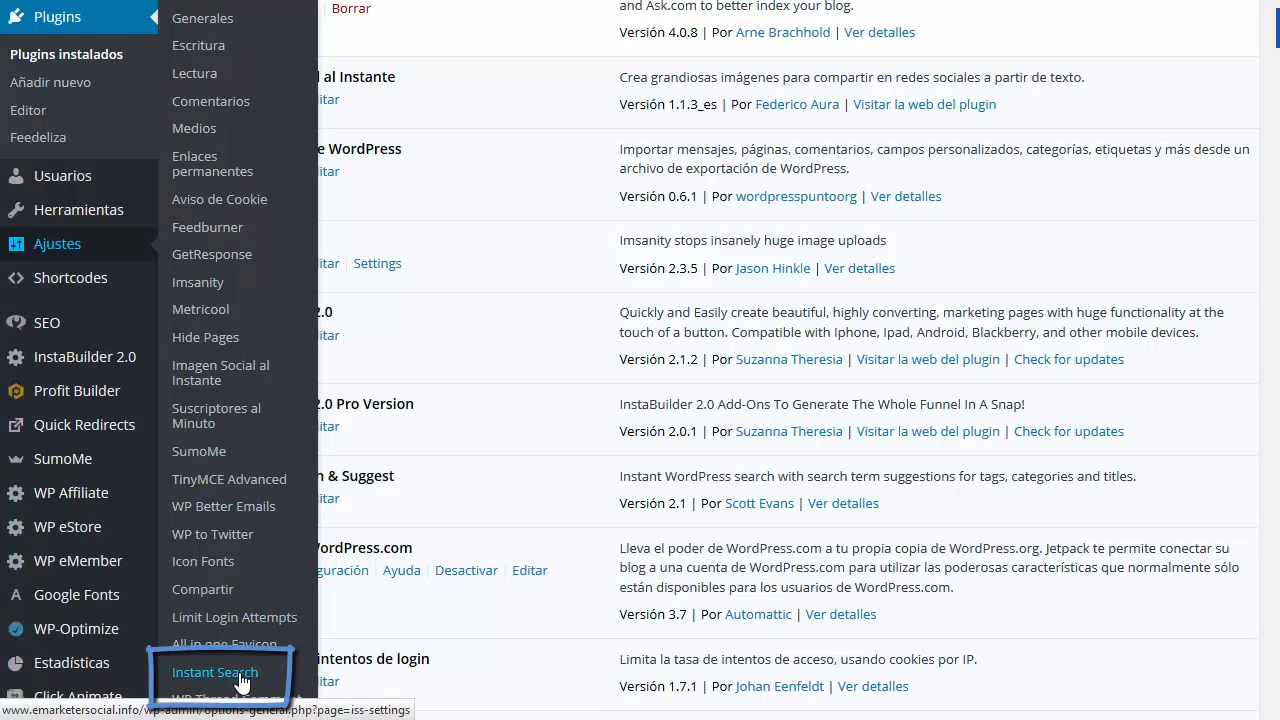 Plugins
Plugins instalados
Añadir nuevo
Editor
Feedeliza
Usuarios
Herramientas
Ajustes
Shortcodes
SEO
InstaBuilder 2.0
Profit Builder
Quick Redirects
SumoMe
WP Affiliate
WP eStore
WP eMember
Google Fonts
WP-Optimize
Estadísticas
Click Animate
Generales
Escritura
Lectura
Comentarios
Medios
Enlaces
permanentes
Aviso de Cookie
Feedburner
GetResponse
Imsanity
Metricool
Hide Pages
Imagen Social al
Instante
Suscriptores al
Minuto
SumoMe
TinyMCE Advanced
WP Better Emails
WP to Twitter
Icon Fonts
Compartir
Limit Login Attempts
All in one Favicon
Instant Search
WP Thread Comment
www.emarketersocial.info/wp-admin/options-general.php?page=iss-settings
Borrar
and Ask.com to better index your blog.
Versión 4.0.8 | Por Arne Brachhold | Ver detalles
l al Instante
itar
Crea grandiosas imágenes para compartir en redes sociales a partir de texto.
Versión 1.1.3_es | Por Federico Aura | Visitar la web del plugin
e WordPress
itar
Importar mensajes, páginas, comentarios, campos personalizados, categorías, etiquetas y más desde un
archivo de exportación de WordPress.
Versión 0.6.1 | Por wordpresspuntoorg | Ver detalles
itar | Settings
Imsanity stops insanely huge image uploads
Versión 2.3.5 | Por Jason Hinkle | Ver detalles
2.0
itar
Quickly and Easily create beautiful, highly converting, marketing pages with huge functionality at the
touch of a button. Compatible with Iphone, Ipad, Android, Blackberry, and other mobile devices.
Versión 2.1.2 | Por Suzanna Theresia | Visitar la web del plugin | Check for updates
2.0 Pro Version
itar
InstaBuilder 2.0 Add-Ons To Generate The Whole Funnel In A Snap!
Versión 2.0.1 | Por Suzanna Theresia | Visitar la web del plugin | Check for updates
h & Suggest
itar
Instant WordPress search with search term suggestions for tags, categories and titles.
Versión 2.1 | Por Scott Evans | Ver detalles
WordPress.com
guración | Ayuda | Desactivar | Editar
Lleva el poder de WordPress.com a tu propia copia de WordPress.org. Jetpack te permite conectar su
blog a una cuenta de WordPress.com para utilizar las poderosas características que normalmente sólo
están disponibles para los usuarios de WordPress.com.
Versión 3.7 | Por Automattic | Ver detalles
intentos de login
itar
Limita la tasa de intentos de acceso, usando cookies por IP.
Versión 1.7.1 | Por Johan Eenfeldt | Ver detalles